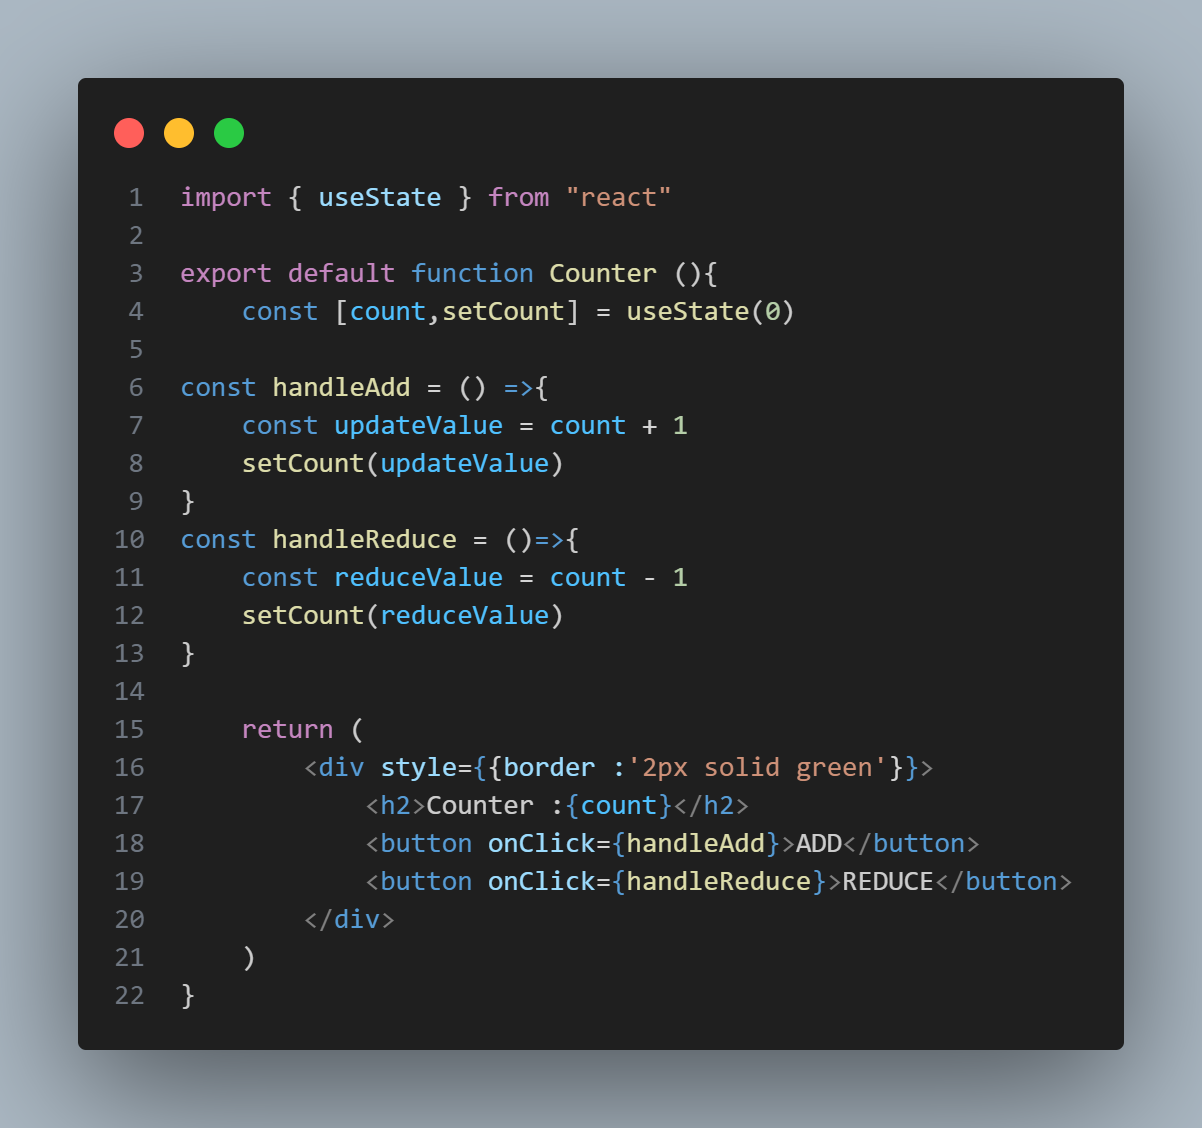 1 import { useState } from "react"
2
3 export default function Counter (){
4     const [count,setCount] = useState(0)
5
6 const handleAdd = () =>{
7     const updateValue = count + 1
8     setCount(updateValue)
9 }
10 const handleReduce = ()=>{
11     const reduceValue = count - 1
12     setCount(reduceValue)
13 }
14
15     return (
16         <div style={{border :'2px solid green'}}>
17             <h2>Counter :{count}</h2>
18             <button onClick={handleAdd}>ADD</button>
19             <button onClick={handleReduce}>REDUCE</button>
20         </div>
21     )
22 }